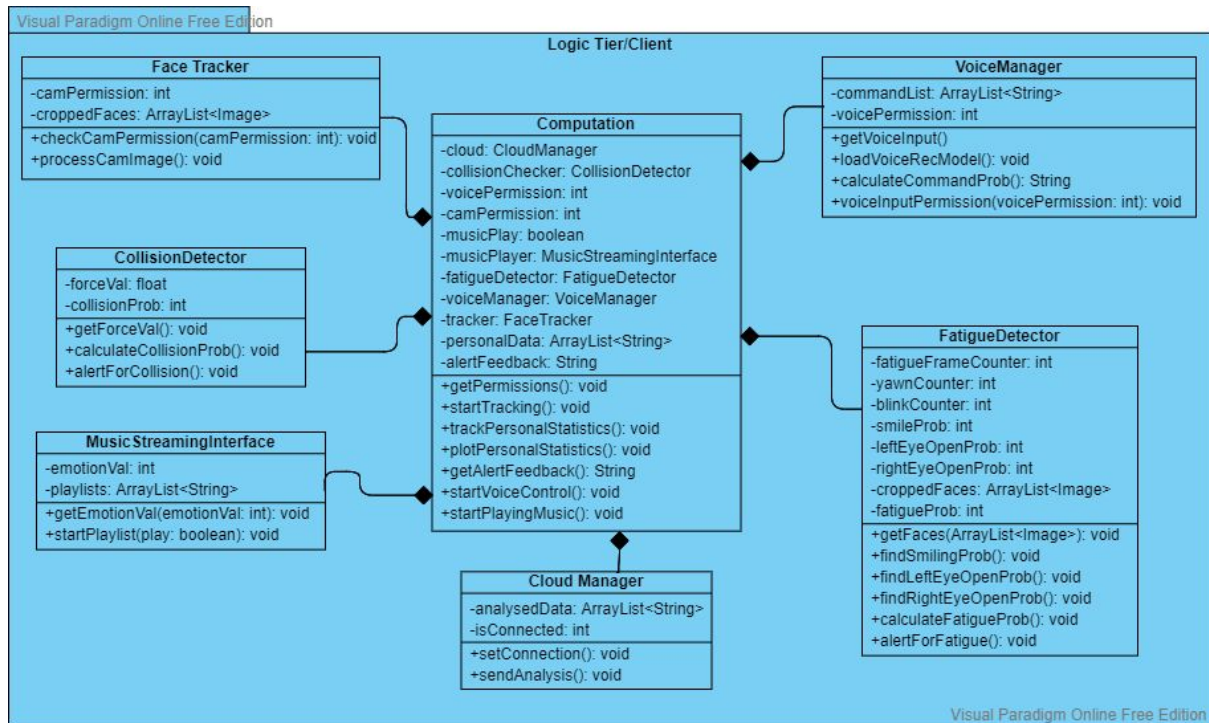 Visual Paradigm Online Free Edition
Logic Tier/Client
Face Tracker
-camPermission: int
-croppedFaces: ArrayList<Image>
+checkCamPermission(camPermission: int): void
+processCamImage(): void
CollisionDetector
-forceVal: float
-collisionProb: int
+getForceVal(): void
+calculateCollisionProb(): void
+alertForCollision(): void
MusicStreamingInterface
-emotionVal: int
-playlists: ArrayList<String>
+getEmotionVal(emotionVal: int): void
+startPlaylist(play: boolean): void
Computation
-cloud: CloudManager
-collisionChecker: CollisionDetector
-voicePermission: int
-camPermission: int
-musicPlay: boolean
-musicPlayer: MusicStreamingInterface
-fatigueDetector: FatigueDetector
-voiceManager: VoiceManager
-tracker: FaceTracker
-personalData: ArrayList<String>
-alertFeedback: String
+getPermissions(): void
+startTracking(): void
+trackPersonalStatistics(): void
+plotPersonalStatistics(): void
+getAlertFeedback(): String
+startVoiceControl(): void
+startPlayingMusic(): void
Cloud Manager
-analysedData: ArrayList<String>
-isConnected: int
+setConnection(): void
+sendAnalysis(): void
VoiceManager
-commandList: ArrayList<String>
-voicePermission: int
+getVoiceInput()
+loadVoiceRecModel(): void
+calculateCommandProb(): String
+voiceInputPermission(voicePermission: int): void
FatigueDetector
-fatigueFrameCounter: int
-yawnCounter: int
-blinkCounter: int
-smileProb: int
-leftEyeOpenProb: int
-rightEyeOpenProb: int
-croppedFaces: ArrayList<Image>
-fatigueProb: int
+getFaces(ArrayList<Image>): void
+findSmilingProb(): void
+findLeftEyeOpenProb(): void
+findRightEyeOpenProb(): void
+calculateFatigueProb(): void
+alertForFatigue(): void
Visual Paradigm Online Free Edition